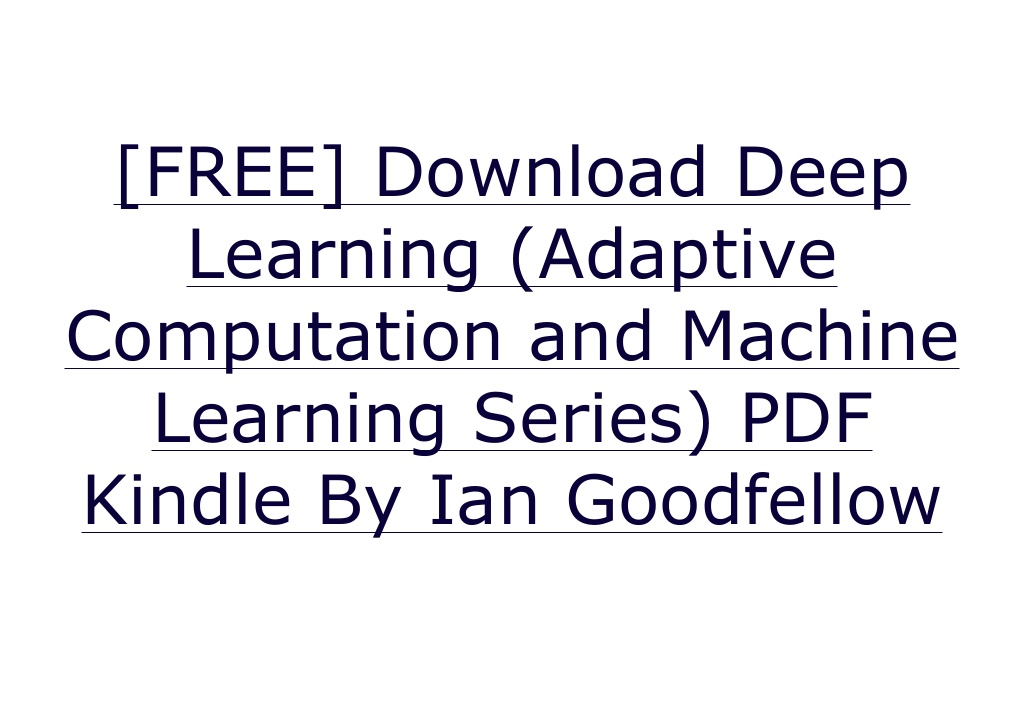 [FREE] Download Deep
Learning (Adaptive
Computation and Machine
Learning Series) PDF
Kindle By Ian Goodfellow